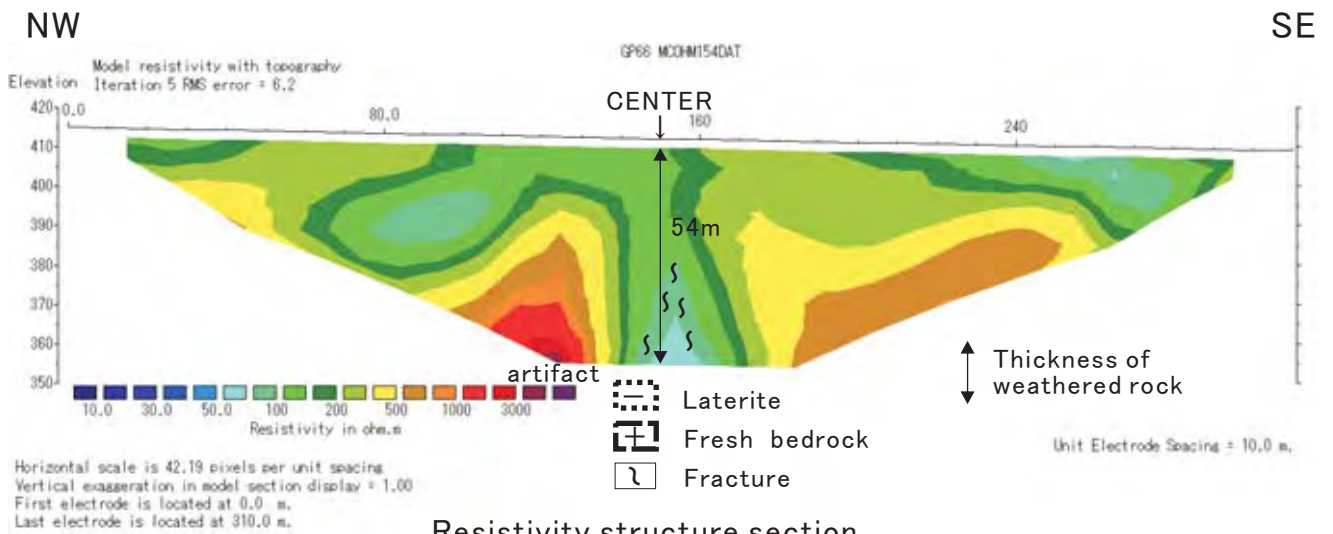 NW
SE
GP66 MCOHM154DAT
Model resistivity with topography
Elevation Iteration 5 RMS error = 6.2
CENTER
420 0.0 80.0 160 240
410
400
390
54m
380
370
360
350
artifact
Thickness of
weathered rock
10.0 30.0 50.0 100 200 500 1000 3000
Resistivity in ohm.m
Laterite
Fresh bedrock
Fracture
Unit Electrode Spacing = 10.0 m.
Horizontal scale is 42.19 pixels per unit spacing
Vertical exaggeration in model section display = 1.00
First electrode is located at 0.0 m.
Last electrode is located at 310.0 m.
Resistivity structure section